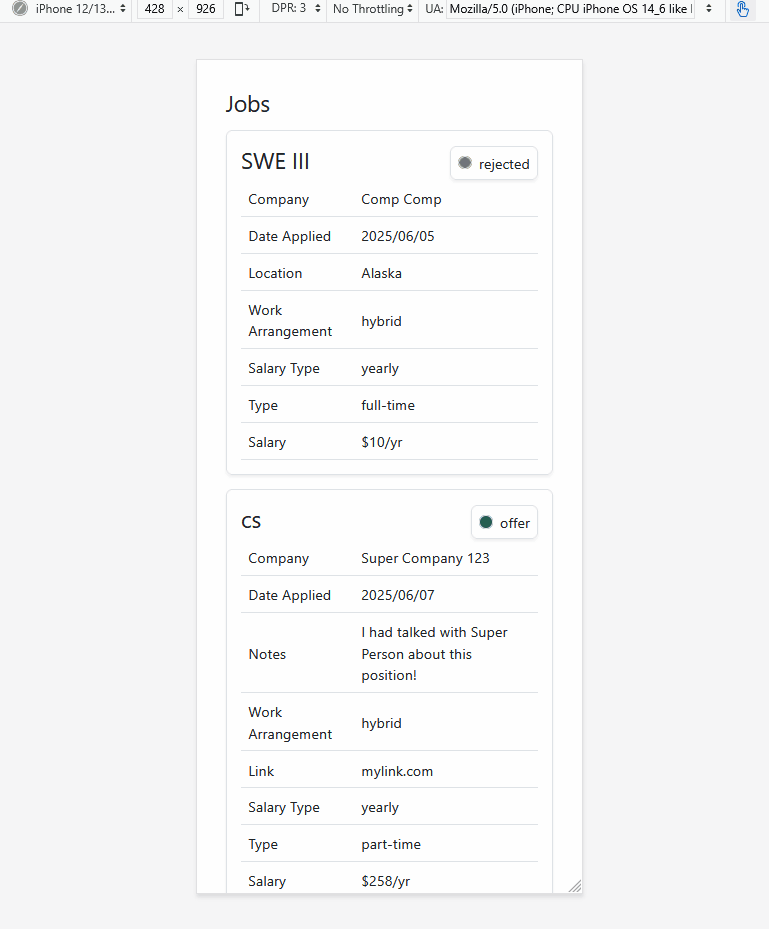 iPhone 12/13... 428 × 926 DPR: 3 No Throttling UA: Mozilla/5.0 (iPhone; CPU iPhone OS 14_6 like
Jobs
SWE III rejected
Company Comp Comp
Date Applied 2025/06/05
Location Alaska
Work
Arrangement hybrid
Salary Type yearly
Type full-time
Salary $10/yr
CS offer
Company Super Company 123
Date Applied 2025/06/07
Notes I had talked with Super
Person about this
position!
Work
Arrangement hybrid
Link mylink.com
Salary Type yearly
Type part-time
Salary $258/yr